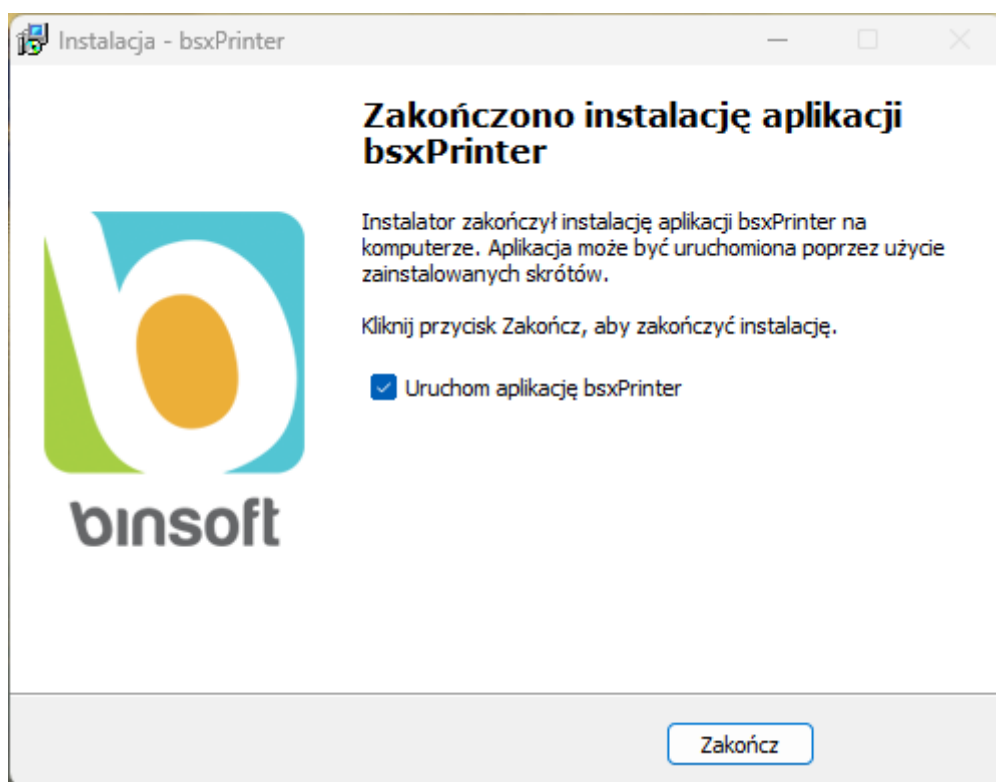 Instalacja - bsxPrinter
Zakończono instalację aplikacji
bsxPrinter
Instalator zakończył instalację aplikacji bsxPrinter na
komputerze. Aplikacja może być uruchomiona poprzez użycie
zainstalowanych skrótów.
Kliknij przycisk Zakończ, aby zakończyć instalację.
Uruchom aplikację bsxPrinter
binsoft
Zakończ